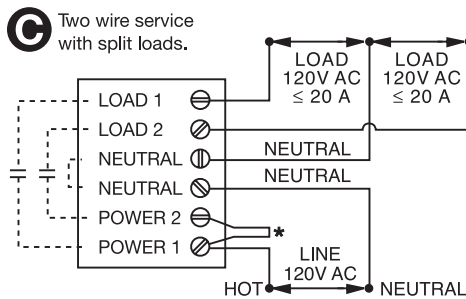 C Two wire service
with split loads.
LOAD
120V AC
≤ 20 A
LOAD
120V AC
≤ 20 A
LOAD 1
LOAD 2
NEUTRAL
NEUTRAL
NEUTRAL
NEUTRAL
POWER 2
POWER 1
*
LINE
120V AC
HOT
NEUTRAL